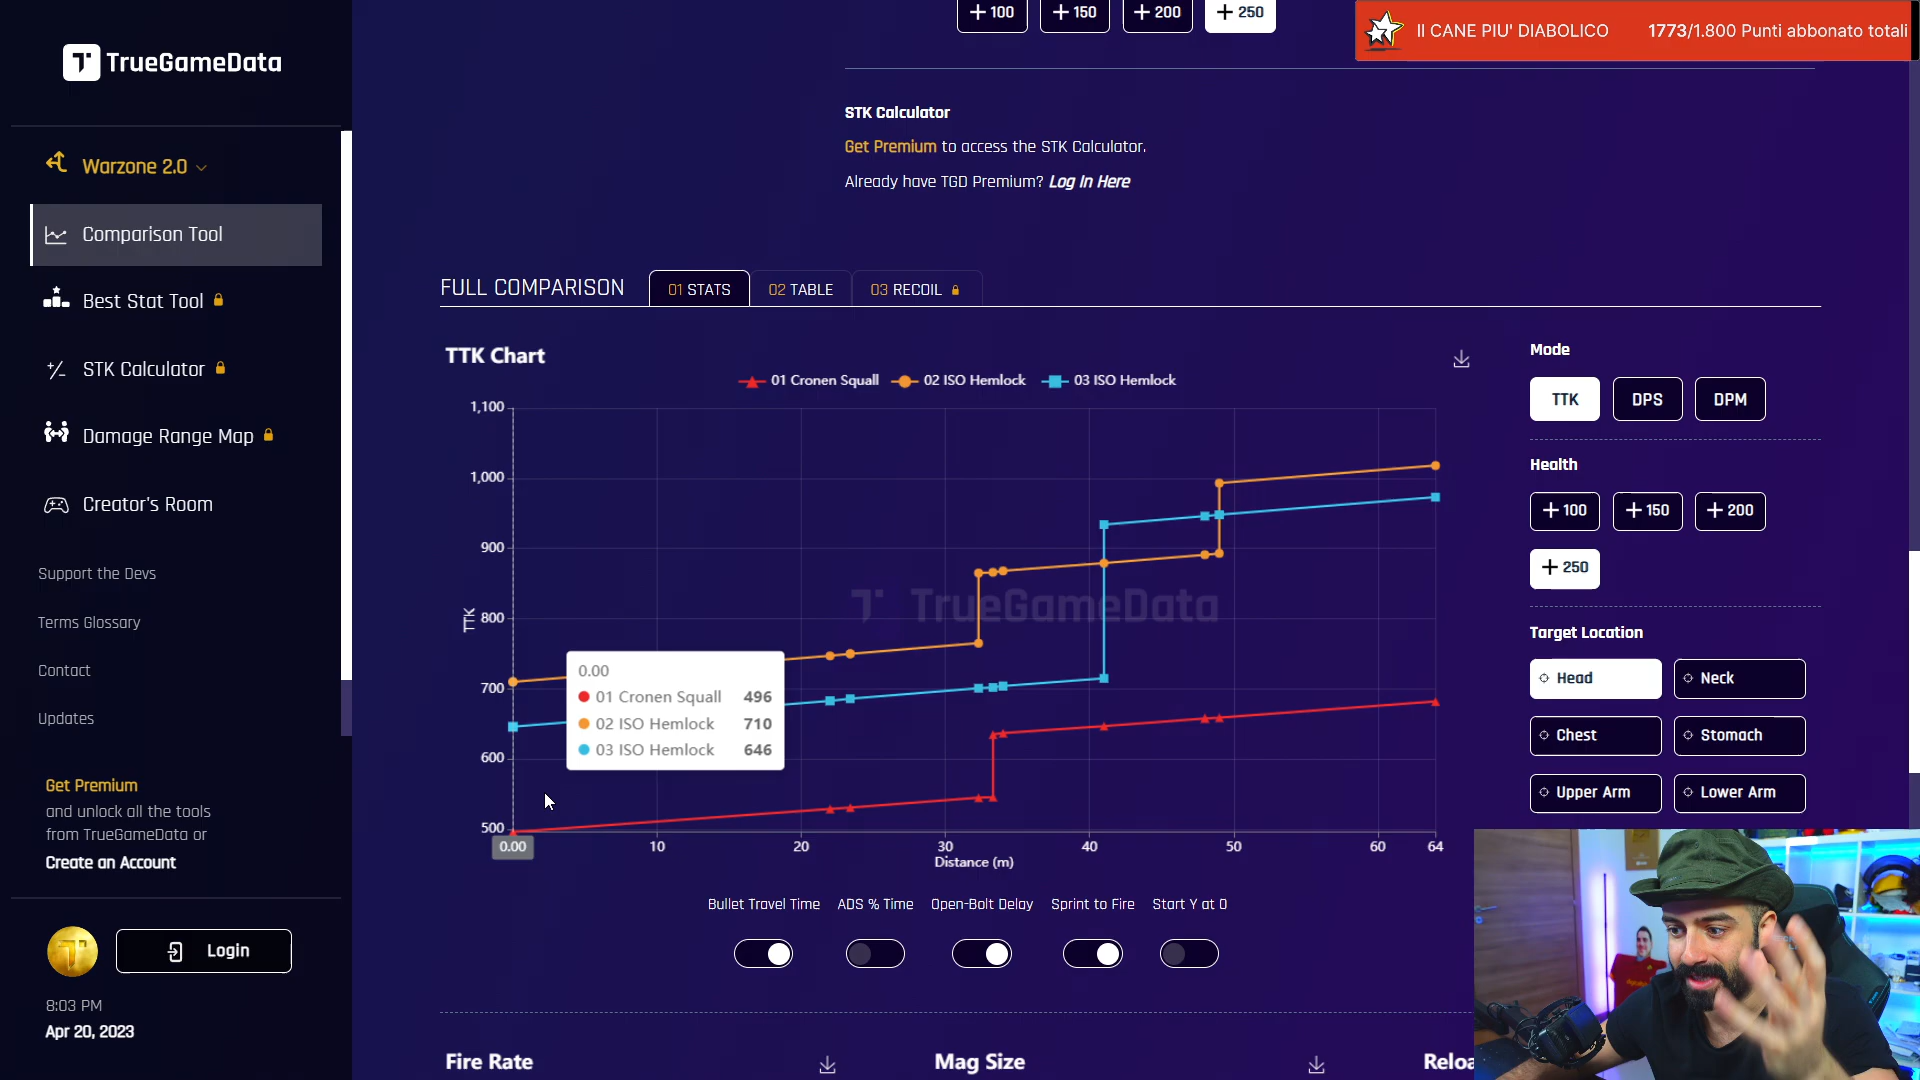 TrueGameData
Warzone 2.0
Comparison Tool
Best Stat Tool
STK Calculator
Damage Range Map
Creator's Room
Support the Devs
Terms Glossary
Contact
Updates
Get Premium
and unlock all the tools
from TrueGameData or
Create an Account
Login
8:03 PM
Apr 20, 2023
+ 100
+ 150
+ 200
+ 250
Il CANE PIU' DIABOLICO
1773/1.800 Punti abbonato totali
STK Calculator
Get Premium to access the STK Calculator.
Already have TGD Premium? Log In Here
FULL COMPARISON
01 STATS
02 TABLE
03 RECOIL
TTK Chart
01 Cronen Squall
02 ISO Hemlock
03 ISO Hemlock
1,100
1,000
900
800
700
600
500
TTK
TrueGameData
0.00
01 Cronen Squall 496
02 ISO Hemlock 710
03 ISO Hemlock 646
0.00
10
20
30
40
50
60
64
Distance (m)
Bullet Travel Time
ADS % Time
Open-Bolt Delay
Sprint to Fire
Start Y at 0
Mode
TTK
DPS
DPM
Health
+ 100
+ 150
+ 200
+ 250
Target Location
Head
Neck
Chest
Stomach
Upper Arm
Lower Arm
Fire Rate
Mag Size